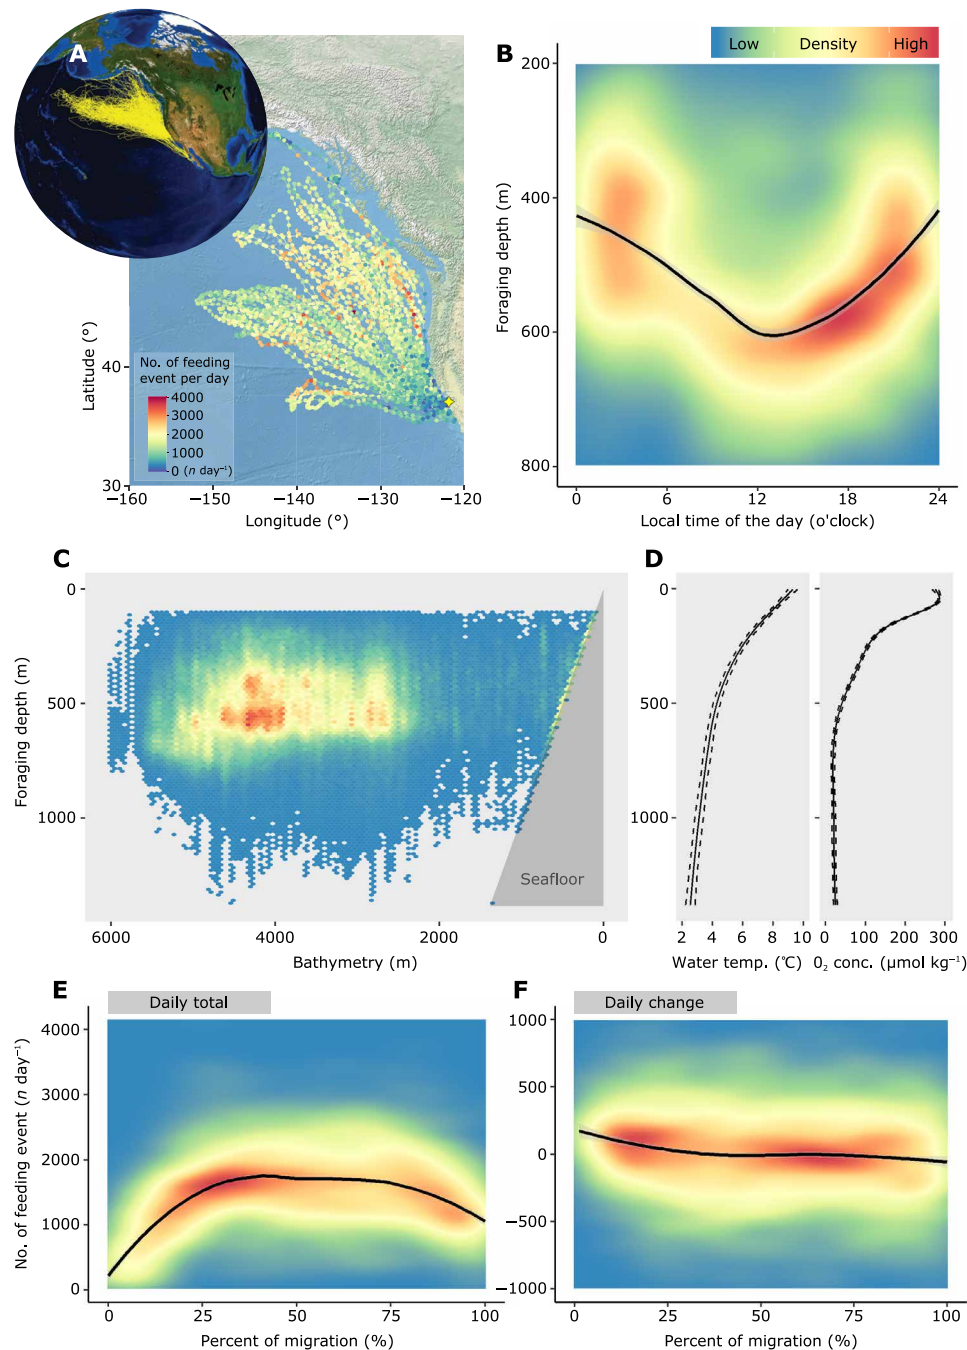 A
No. of feeding
event per day
4000
3000
2000
1000
0 (n day⁻¹)
Latitude (°)
40
30
−160
−150
−140
−130
−120
Longitude (°)
B
Low
Density
High
Foraging depth (m)
200
400
600
800
0
6
12
18
24
Local time of the day (o'clock)
C
Foraging depth (m)
0
500
1000
Seafloor
6000
4000
2000
0
Bathymetry (m)
D
0
500
1000
2
4
6
8
10
Water temp. (℃)
0
100
200
300
O₂ conc. (µmol kg⁻¹)
E
Daily total
No. of feeding event (n day⁻¹)
4000
3000
2000
1000
0
0
25
50
75
100
Percent of migration (%)
F
Daily change
1000
500
0
−500
−1000
0
25
50
75
100
Percent of migration (%)